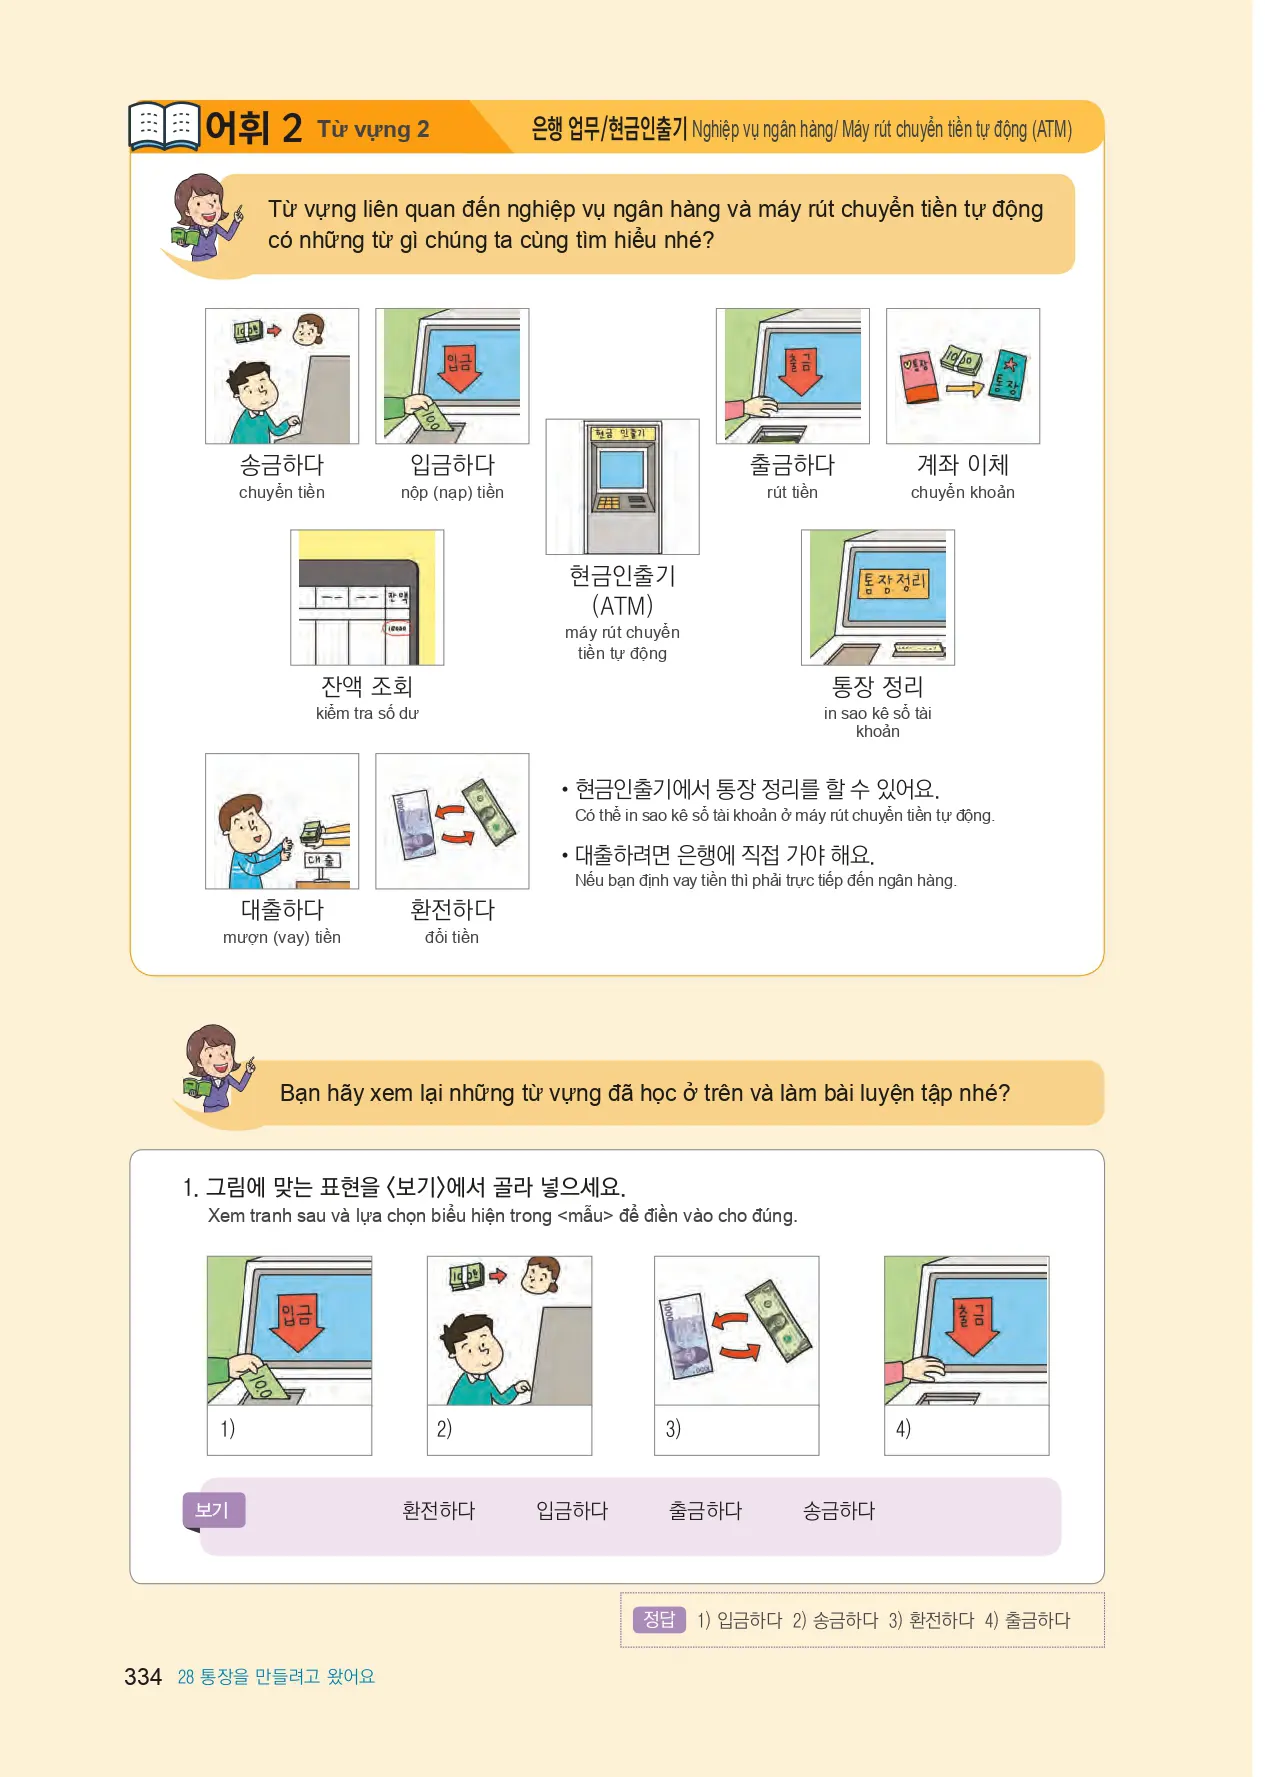 어휘 2 Từ vựng 2
은행 업무/현금인출기 Nghiệp vụ ngân hàng/ Máy rút chuyển tiền tự động (ATM)
Từ vựng liên quan đến nghiệp vụ ngân hàng và máy rút chuyển tiền tự động
có những từ gì chúng ta cùng tìm hiểu nhé?
입금
출금
통장
1000
통장
100
송금하다
chuyển tiền
입금하다
nộp (nạp) tiền
현금 인출기
출금하다
rút tiền
계좌 이체
chuyển khoản
잔액
통장정리
현금인출기
(ATM)
máy rút chuyển
tiền tự động
잔액 조회
kiểm tra số dư
통장 정리
in sao kê sổ tài
khoản
대출
대출하다
mượn (vay) tiền
환전하다
đổi tiền
•현금인출기에서 통장 정리를 할 수 있어요.
Có thể in sao kê sổ tài khoản ở máy rút chuyển tiền tự động.
•대출하려면 은행에 직접 가야 해요.
Nếu bạn định vay tiền thì phải trực tiếp đến ngân hàng.
Bạn hãy xem lại những từ vựng đã học ở trên và làm bài luyện tập nhé?
1. 그림에 맞는 표현을 〈보기〉에서 골라 넣으세요.
Xem tranh sau và lựa chọn biểu hiện trong <mẫu> để điền vào cho đúng.
입금
출금
100
1)
2)
3)
4)
보기 환전하다 입금하다 출금하다 송금하다
정답 1) 입금하다 2) 송금하다 3) 환전하다 4) 출금하다
334 28 통장을 만들려고 왔어요